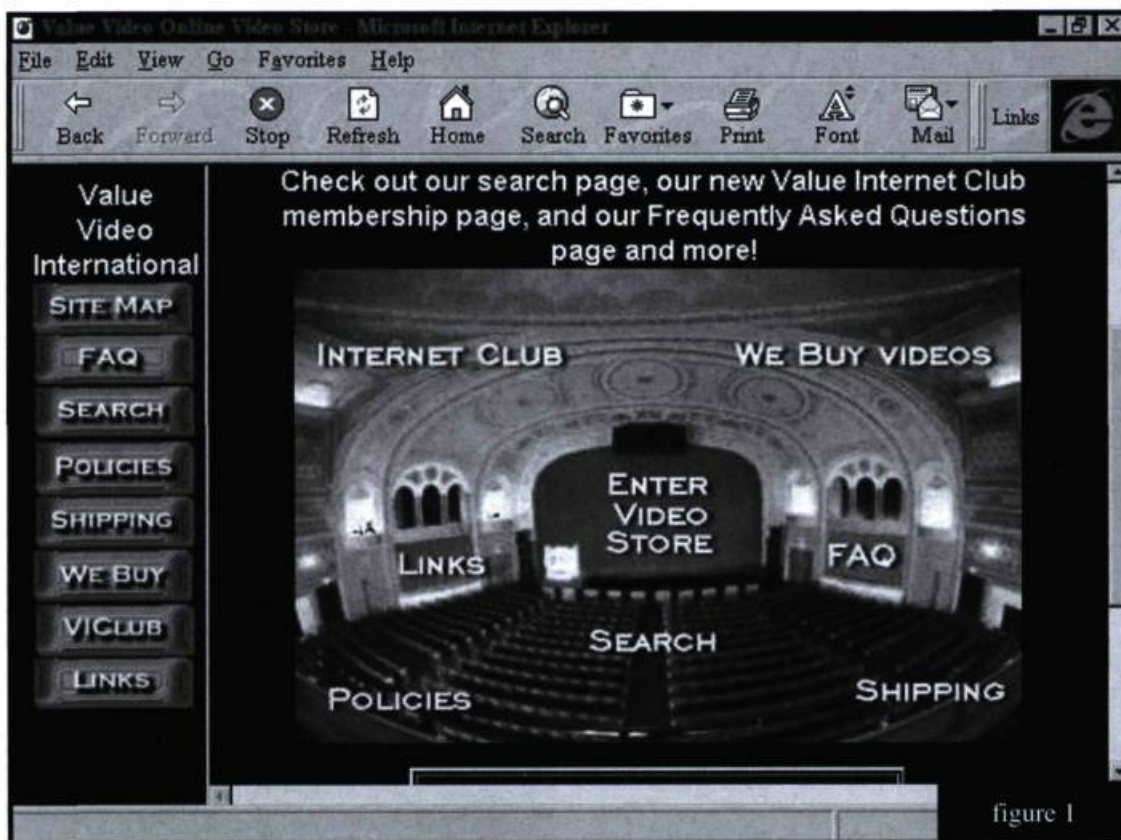 Value Video Online Video Store - Microsoft Internet Explorer
File Edit View Go Favorites Help
Back Forward Stop Refresh Home Search Favorites Print Font Mail Links
Value
Video
International
SITE MAP
FAQ
SEARCH
POLICIES
SHIPPING
WE BUY
VICLUB
LINKS
Check out our search page, our new Value Internet Club
membership page, and our Frequently Asked Questions
page and more!
INTERNET CLUB WE BUY VIDEOS
ENTER
VIDEO
STORE
LINKS FAQ
SEARCH
POLICIES SHIPPING
figure 1